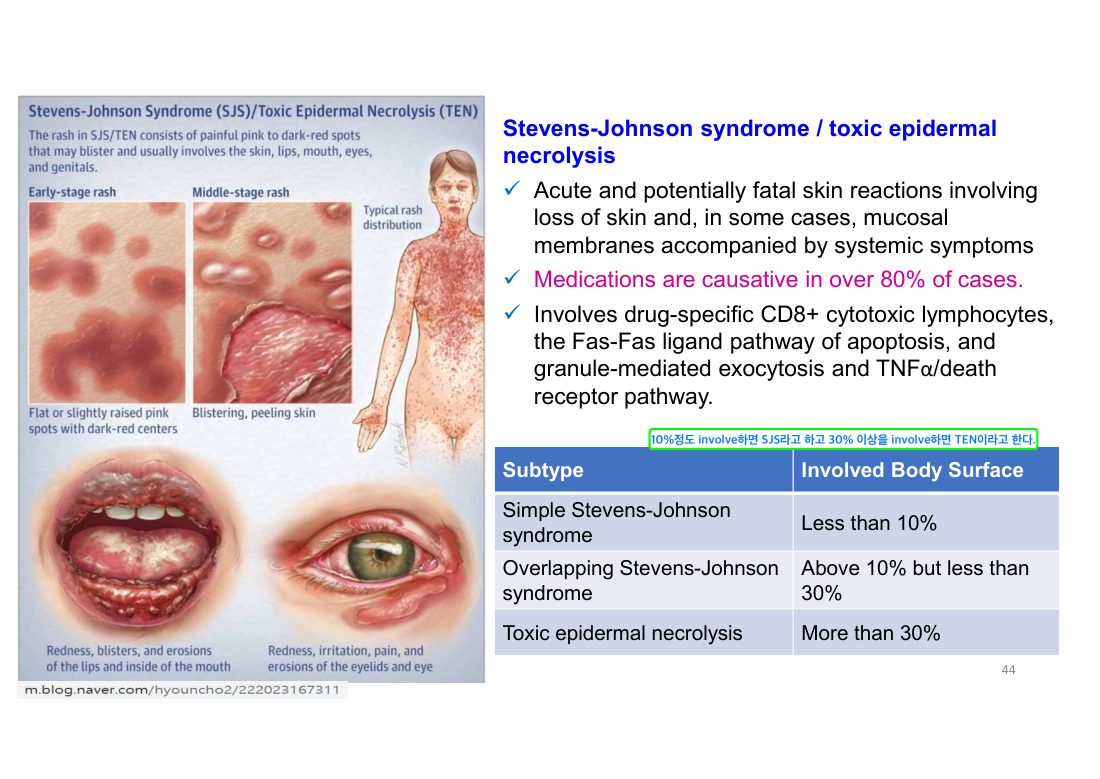 Stevens-Johnson Syndrome (SJS)/Toxic Epidermal Necrolysis (TEN)
The rash in SJS/TEN consists of painful pink to dark-red spots
that may blister and usually involves the skin, lips, mouth, eyes,
and genitals.
Early-stage rash
Middle-stage rash
Typical rash
distribution
Flat or slightly raised pink
spots with dark-red centers
Blistering, peeling skin
Redness, blisters, and erosions
of the lips and inside of the mouth
Redness, irritation, pain, and
erosions of the eyelids and eye
m.blog.naver.com/hyouncho2/222023167311
Stevens-Johnson syndrome / toxic epidermal
necrolysis
✓ Acute and potentially fatal skin reactions involving
loss of skin and, in some cases, mucosal
membranes accompanied by systemic symptoms
✓ Medications are causative in over 80% of cases.
✓ Involves drug-specific CD8+ cytotoxic lymphocytes,
the Fas-Fas ligand pathway of apoptosis, and
granule-mediated exocytosis and TNFα/death
receptor pathway.
10%정도 involve하면 SJS라고 하고 30% 이상을 involve하면 TEN이라고 한다.
Subtype
Involved Body Surface
Simple Stevens-Johnson
syndrome
Less than 10%
Overlapping Stevens-Johnson
syndrome
Above 10% but less than
30%
Toxic epidermal necrolysis
More than 30%
44